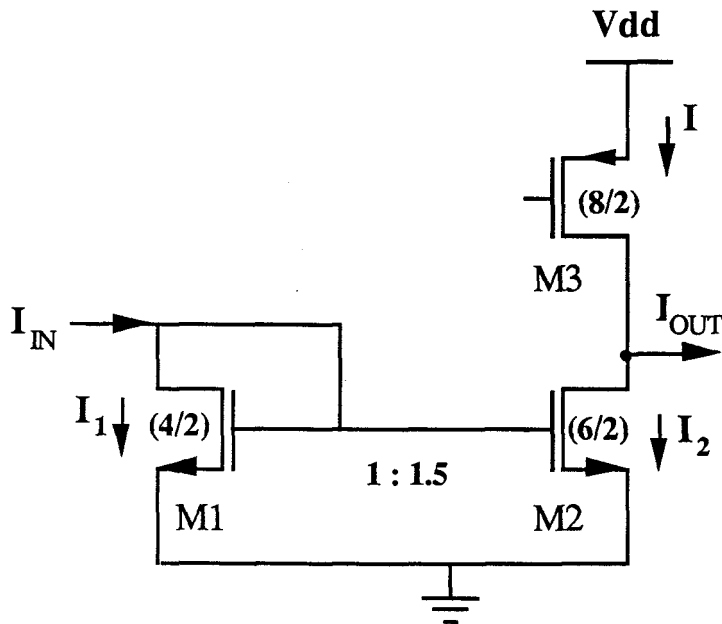 Vdd
I
(8/2)
M3
I_IN
I_OUT
I_1
(4/2)
(6/2)
I_2
1 : 1.5
M1
M2